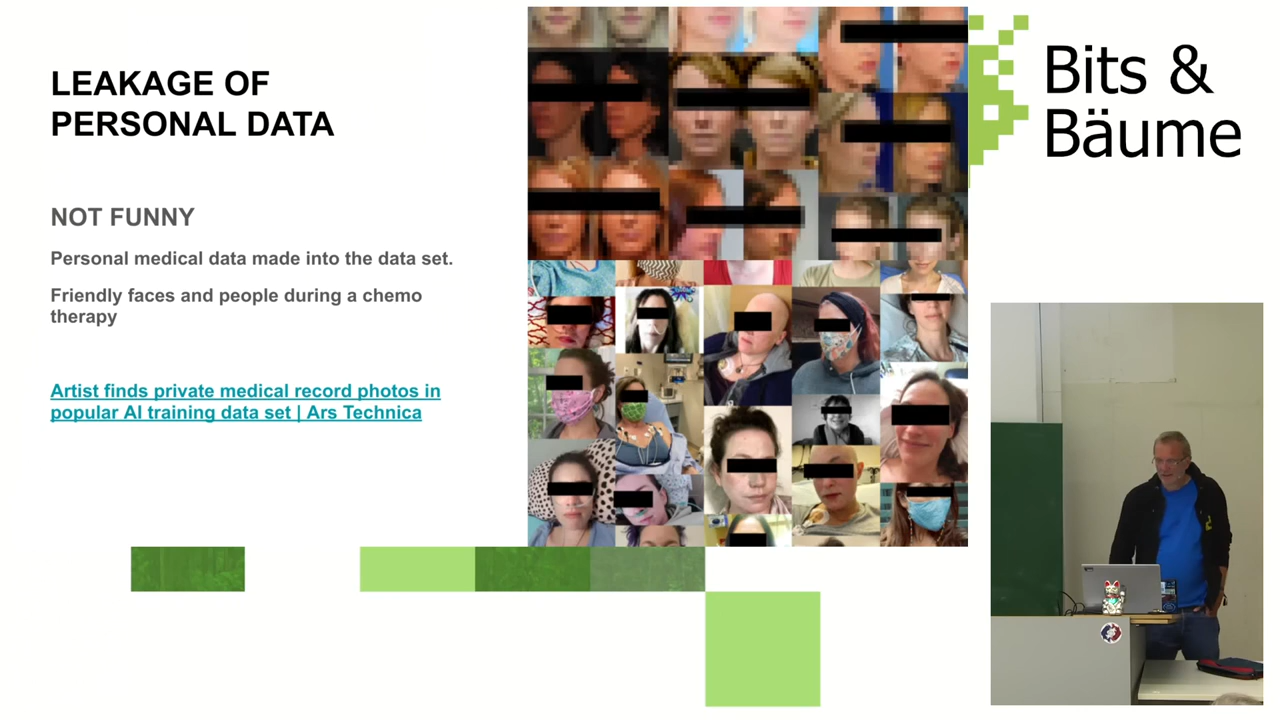 LEAKAGE OF
PERSONAL DATA
NOT FUNNY
Personal medical data made into the data set.
Friendly faces and people during a chemo
therapy
Artist finds private medical record photos in
popular AI training data set | Ars Technica
Bits &
Bäume